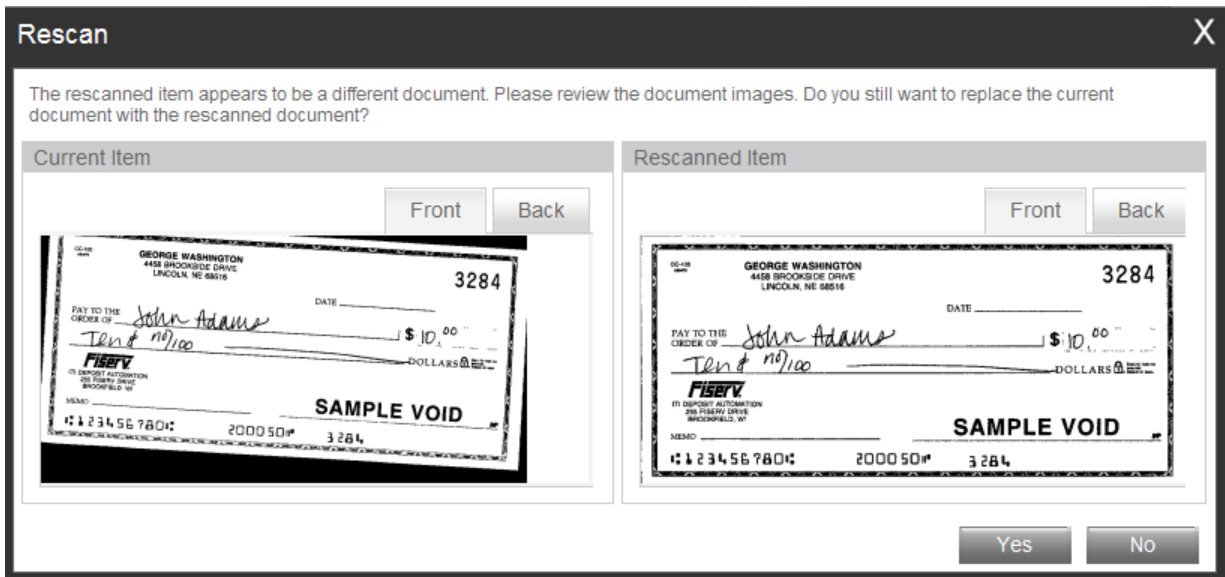 Rescan X
The rescanned item appears to be a different document. Please review the document images. Do you still want to replace the current
document with the rescanned document?
Current Item
Front Back
GEORGE WASHINGTON
4458 BROOKSIDE DRIVE
LINCOLN, NE 68516
3284
DATE
PAY TO THE
ORDER OF John Adams $ 10.00
Ten & no/100 DOLLARS
Fiserv.
ITI DEPOSIT AUTOMATION
255 FISERV DRIVE
BROOKFIELD, WI
MEMO
SAMPLE VOID
⑆123456780⑆ 200050⑈ 3284
Rescanned Item
Front Back
GEORGE WASHINGTON
4458 BROOKSIDE DRIVE
LINCOLN, NE 68516
3284
DATE
PAY TO THE
ORDER OF John Adams $ 10.00
Ten & no/100 DOLLARS
Fiserv.
ITI DEPOSIT AUTOMATION
255 FISERV DRIVE
BROOKFIELD, WI
MEMO
SAMPLE VOID
⑆123456780⑆ 200050⑈ 3284
Yes No